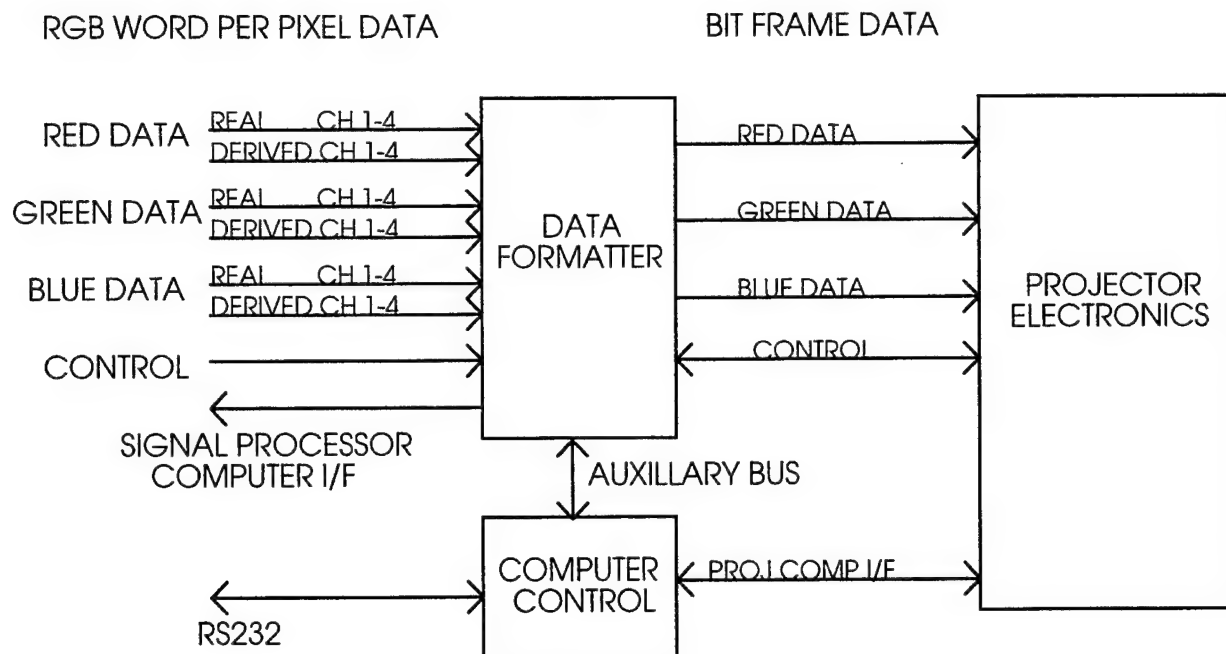 RGB WORD PER PIXEL DATA
BIT FRAME DATA
RED DATA
REAL CH 1-4
DERIVED CH 1-4
GREEN DATA
REAL CH 1-4
DERIVED CH 1-4
BLUE DATA
REAL CH 1-4
DERIVED CH 1-4
CONTROL
SIGNAL PROCESSOR
COMPUTER I/F
DATA
FORMATTER
RED DATA
GREEN DATA
BLUE DATA
CONTROL
PROJECTOR
ELECTRONICS
AUXILLARY BUS
COMPUTER
CONTROL
PROJ COMP I/F
RS232